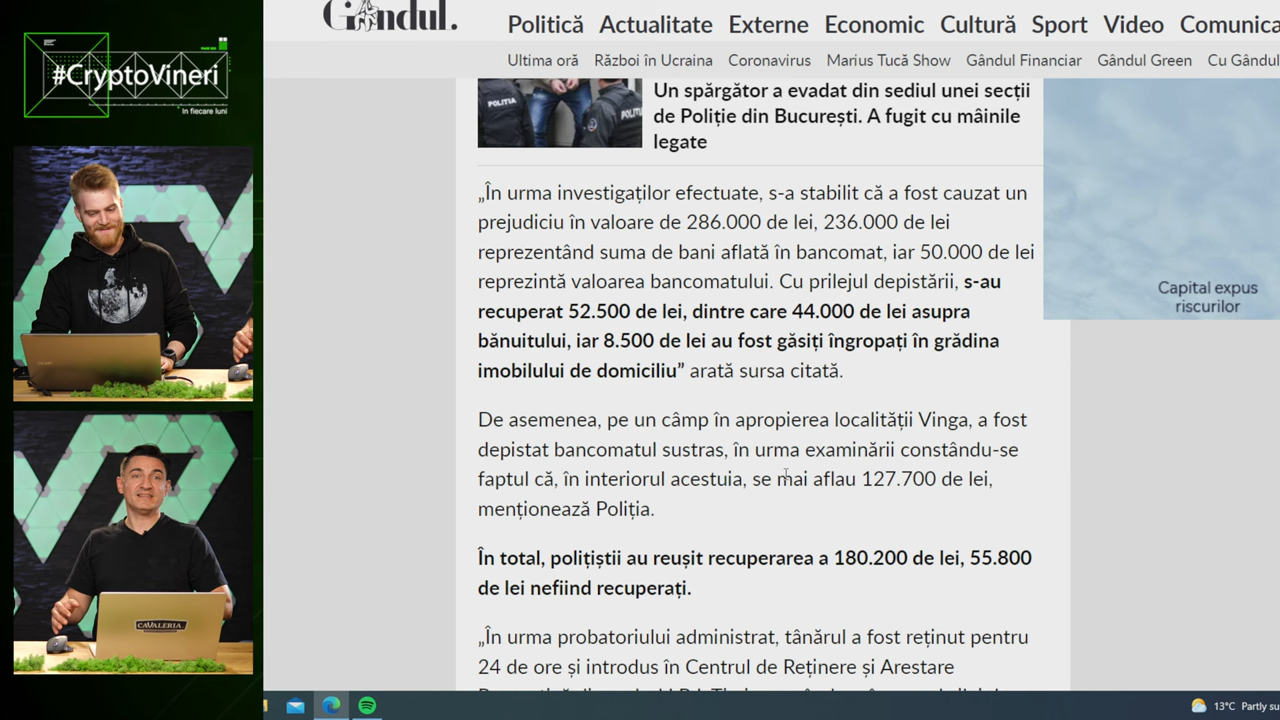 #CryptoVineri
În fiecare luni
CAVALERIA
Gândul.
Politică Actualitate Externe Economic Cultură Sport Video Comunica
Ultima oră Război în Ucraina Coronavirus Marius Tucă Show Gândul Financiar Gândul Green Cu Gândul
POLITIA
Un spărgător a evadat din sediul unei secții
de Poliție din București. A fugit cu mâinile
legate
„În urma investigaților efectuate, s-a stabilit că a fost cauzat un
prejudiciu în valoare de 286.000 de lei, 236.000 de lei
reprezentând suma de bani aflată în bancomat, iar 50.000 de lei
reprezintă valoarea bancomatului. Cu prilejul depistării, s-au
recuperat 52.500 de lei, dintre care 44.000 de lei asupra
bănuitului, iar 8.500 de lei au fost găsiți îngropați în grădina
imobilului de domiciliu” arată sursa citată.
De asemenea, pe un câmp în apropierea localității Vinga, a fost
depistat bancomatul sustras, în urma examinării constându-se
faptul că, în interiorul acestuia, se mai aflau 127.700 de lei,
menționează Poliția.
În total, polițiștii au reușit recuperarea a 180.200 de lei, 55.800
de lei nefiind recuperați.
„În urma probatoriului administrat, tânărul a fost reținut pentru
24 de ore și introdus în Centrul de Reținere și Arestare
Capital expus
riscurilor
13°C Partly su